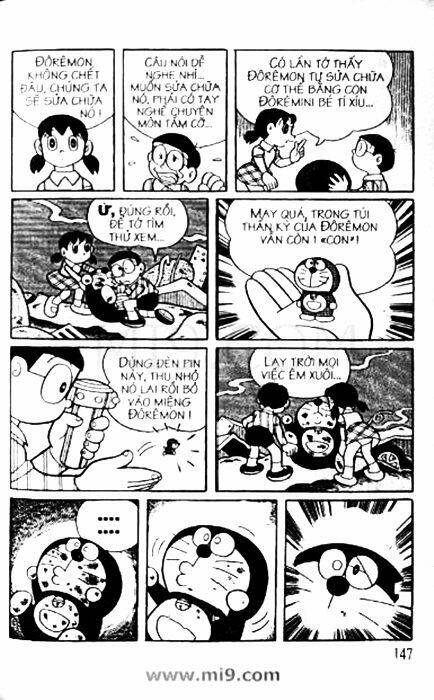 ĐÔRÊMON
KHÔNG CHẾT
ĐÂU, CHÚNG TA
SẼ SỬA CHỮA
NÓ !
CÂU NÓI DỄ
NGHE NHỈ...
MUỐN SỬA CHỮA
NÓ, PHẢI CÓ TAY
NGHỀ CHUYÊN
MÔN TẦM CỠ...
CÓ LẦN TỚ THẤY
ĐÔRÊMON TỰ SỬA CHỮA
CƠ THỂ BẰNG CON
ĐÔRÊMINI BÉ TÍ XÍU...
Ừ, ĐÚNG RỒI,
ĐỂ TỚ TÌM
THỬ XEM...
MAY QUÁ, TRONG TÚI
THẦN KỲ CỦA ĐÔRÊMON
VẪN CÒN 1 «CON»!
DÙNG ĐÈN PIN
NÀY, THU NHỎ
NÓ LẠI RỒI BỎ
VÀO MIỆNG
ĐÔRÊMON !
LẠY TRỜI MỌI
VIỆC ÊM XUÔI...
....
....
147
www.mi9.com